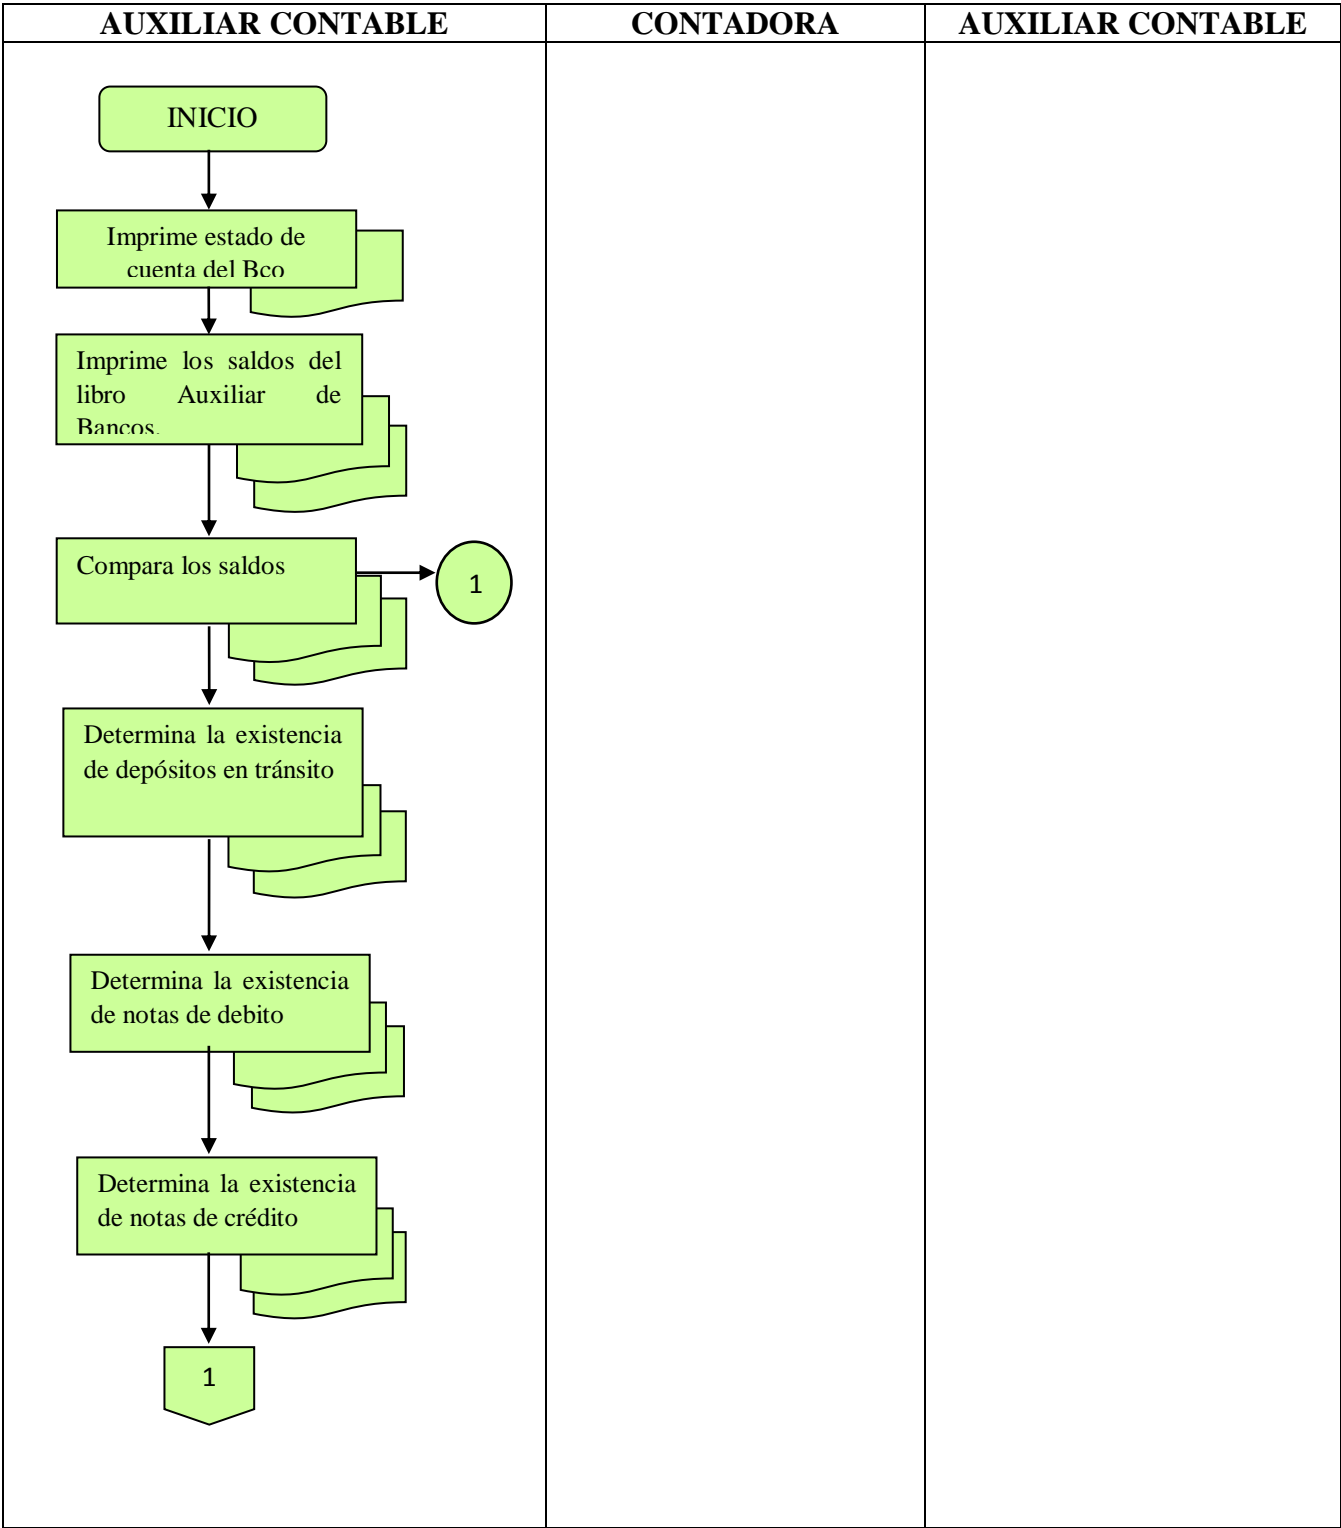 AUXILIAR CONTABLE
CONTADORA
AUXILIAR CONTABLE
INICIO
Imprime estado de
cuenta del Bco
Imprime los saldos del
libro Auxiliar de
Bancos.
Compara los saldos
1
Determina la existencia
de depósitos en tránsito
Determina la existencia
de notas de debito
Determina la existencia
de notas de crédito
1